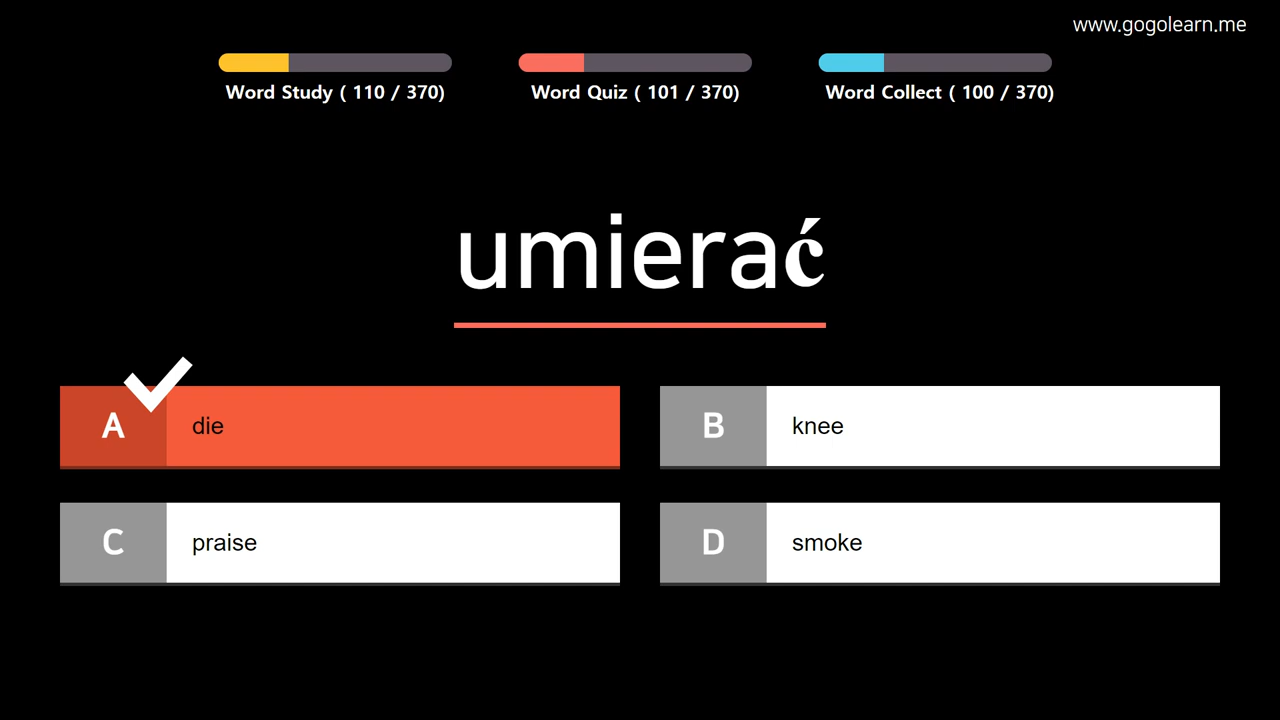 www.gogolearn.me
Word Study ( 110 / 370)
Word Quiz ( 101 / 370)
Word Collect ( 100 / 370)
umierać
A die
B knee
C praise
D smoke